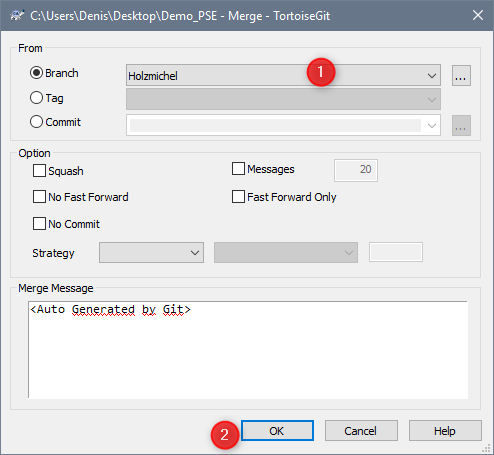 C:\Users\Denis\Desktop\Demo_PSE - Merge - TortoiseGit
From
Branch
Holzmichel
1
...
Tag
Commit
...
Option
Squash
Messages
20
No Fast Forward
Fast Forward Only
No Commit
Strategy
Merge Message
<Auto Generated by Git>
2
OK
Cancel
Help